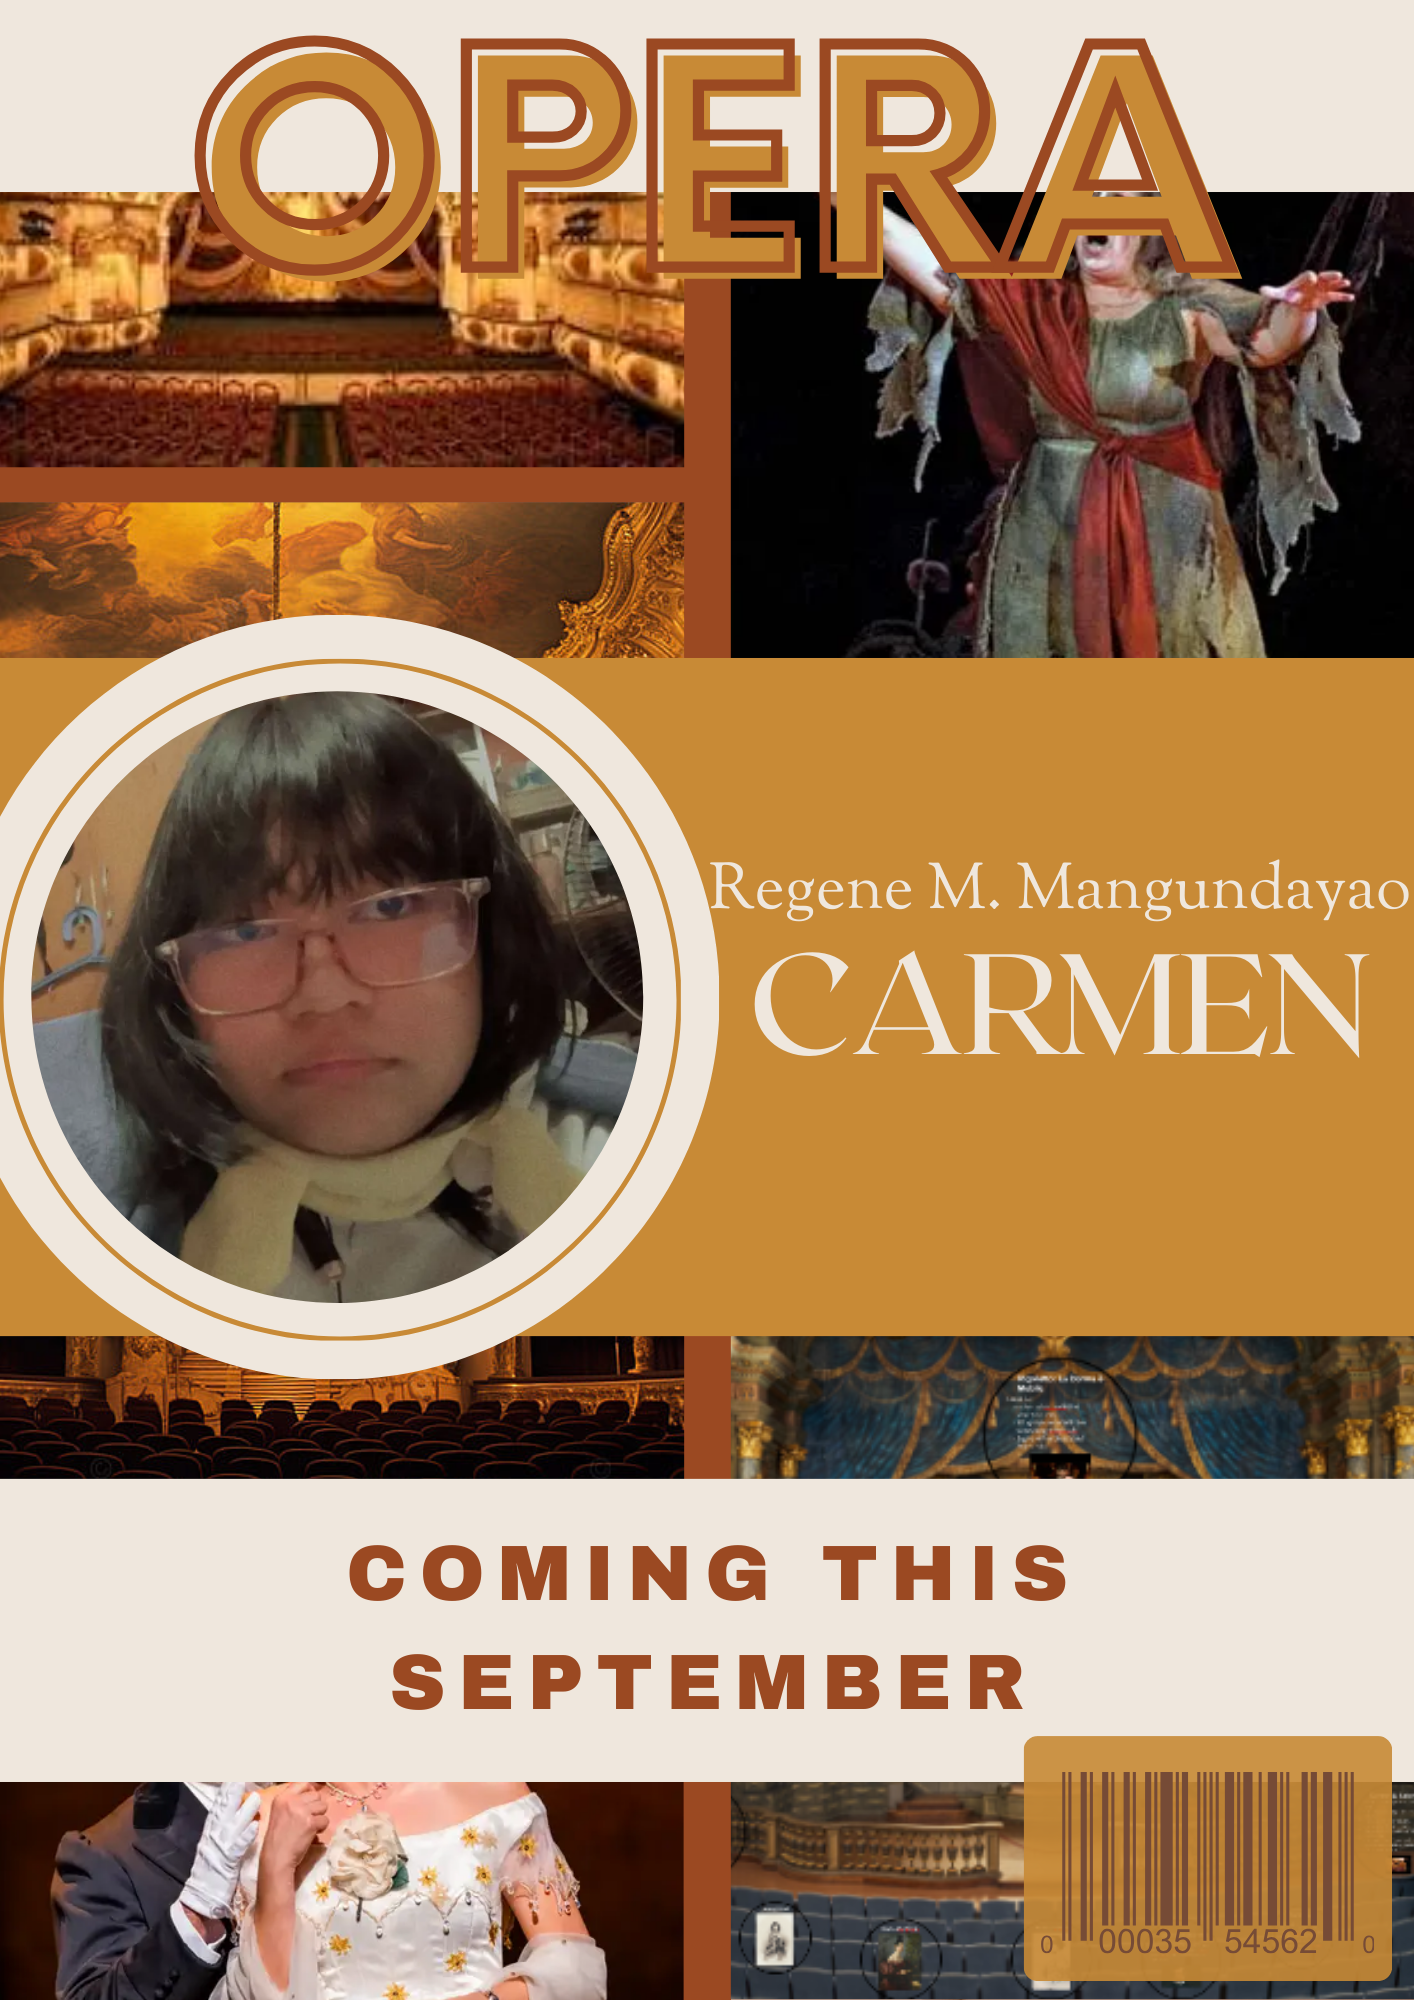 OPERA
Regene M. Mangundayao
CARMEN
COMING THIS
SEPTEMBER
0 00035 54562 0